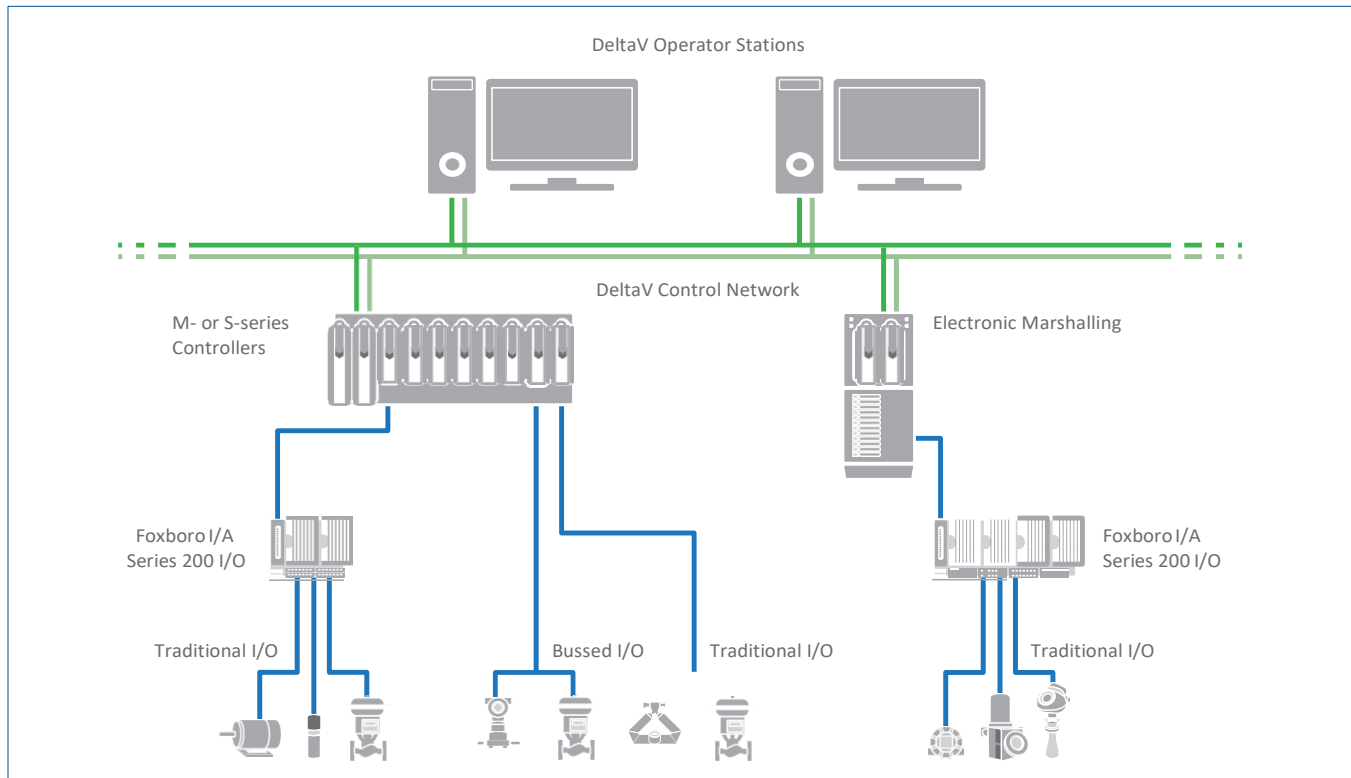 DeltaV Operator Stations
DeltaV Control Network
M- or S-series
Controllers
Electronic Marshalling
Foxboro I/A
Series 200 I/O
Foxboro I/A
Series 200 I/O
Traditional I/O
Bussed I/O
Traditional I/O
Traditional I/O